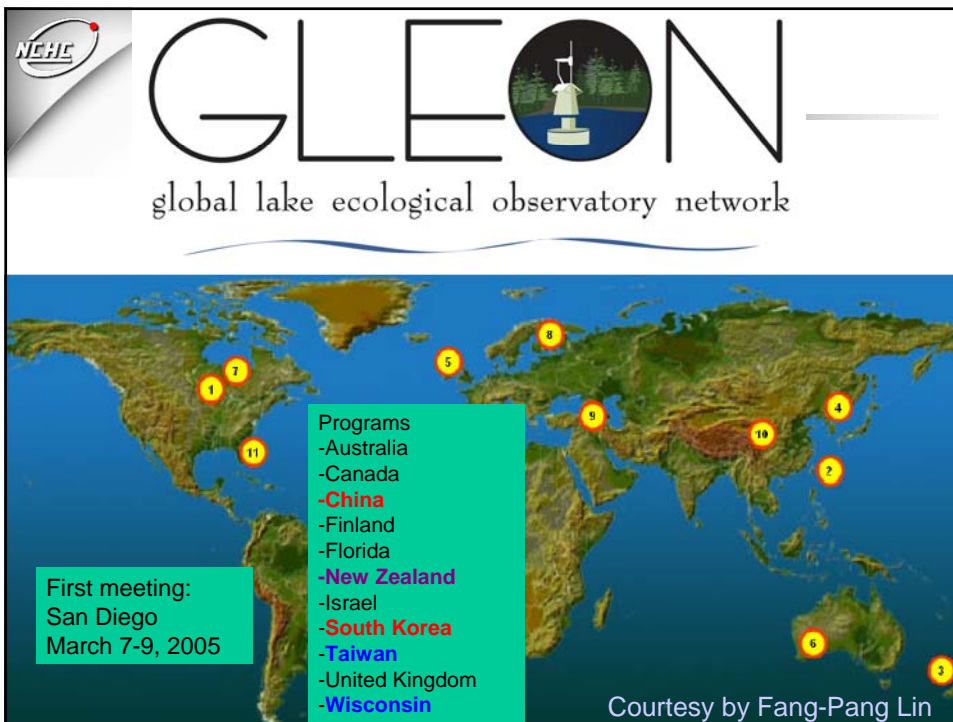 NCHC
GLEON
global lake ecological observatory network
8
5
7
1
4
9
10
11
2
6
3
Programs
-Australia
-Canada
-China
-Finland
-Florida
-New Zealand
-Israel
-South Korea
-Taiwan
-United Kingdom
-Wisconsin
First meeting:
San Diego
March 7-9, 2005
Courtesy by Fang-Pang Lin